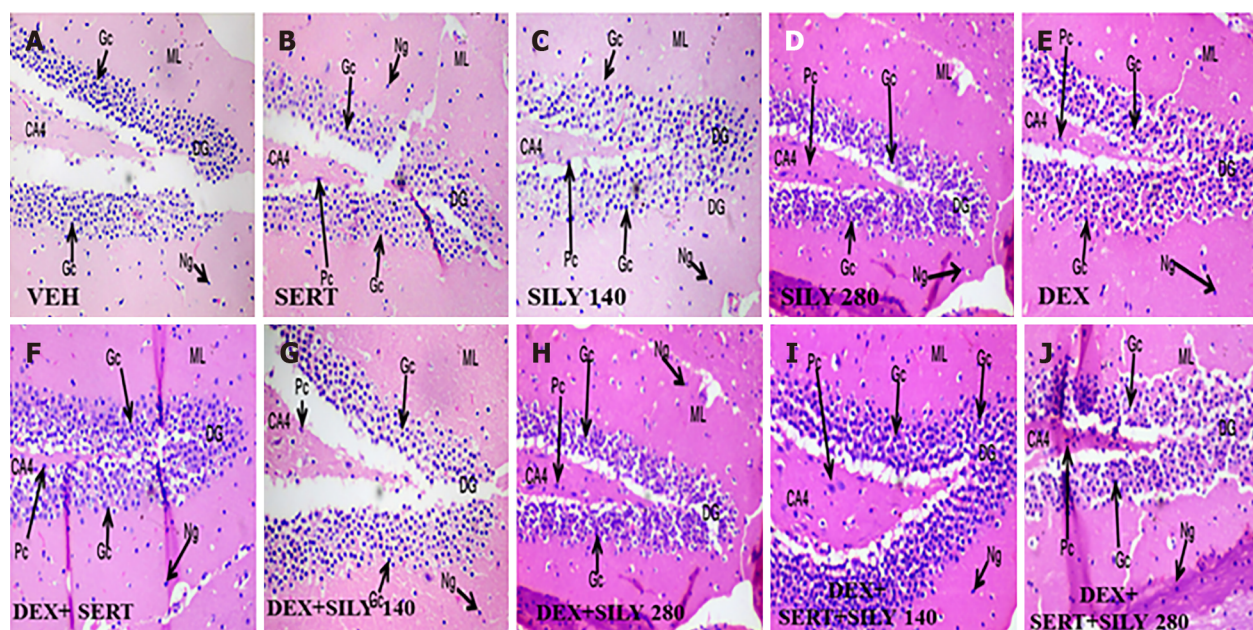 A
Gc
ML
CA4
DG
Gc
Ng
VEH
B
Ng
ML
Gc
CA4
DG
Pc
Gc
SERT
C
Gc
ML
DG
CA4
DG
Pc
Gc
Ng
SILY 140
D
Pc
Gc
ML
CA4
DG
Gc
Ng
SILY 280
E
Pc
Gc
ML
CA4
DG
Gc
Ng
DEX
F
Gc
ML
DG
CA4
Pc
Gc
Ng
DEX+ SERT
G
Pc
Gc
ML
CA4
DG
Gc
Ng
DEX+SILY 140
H
Gc
Ng
Pc
ML
CA4
DG
Gc
DEX+SILY 280
I
Pc
ML
Gc
Gc
DG
CA4
Ng
DEX+
SERT+SILY 140
J
Gc
ML
CA4
DG
Pc
Gc
Ng
DEX+
SERT+SILY 280